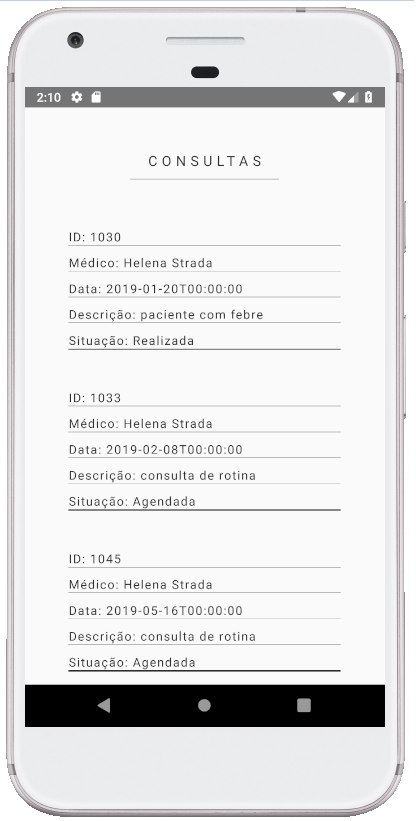 2:10
CONSULTAS
ID: 1030
Médico: Helena Strada
Data: 2019-01-20T00:00:00
Descrição: paciente com febre
Situação: Realizada
ID: 1033
Médico: Helena Strada
Data: 2019-02-08T00:00:00
Descrição: consulta de rotina
Situação: Agendada
ID: 1045
Médico: Helena Strada
Data: 2019-05-16T00:00:00
Descrição: consulta de rotina
Situação: Agendada